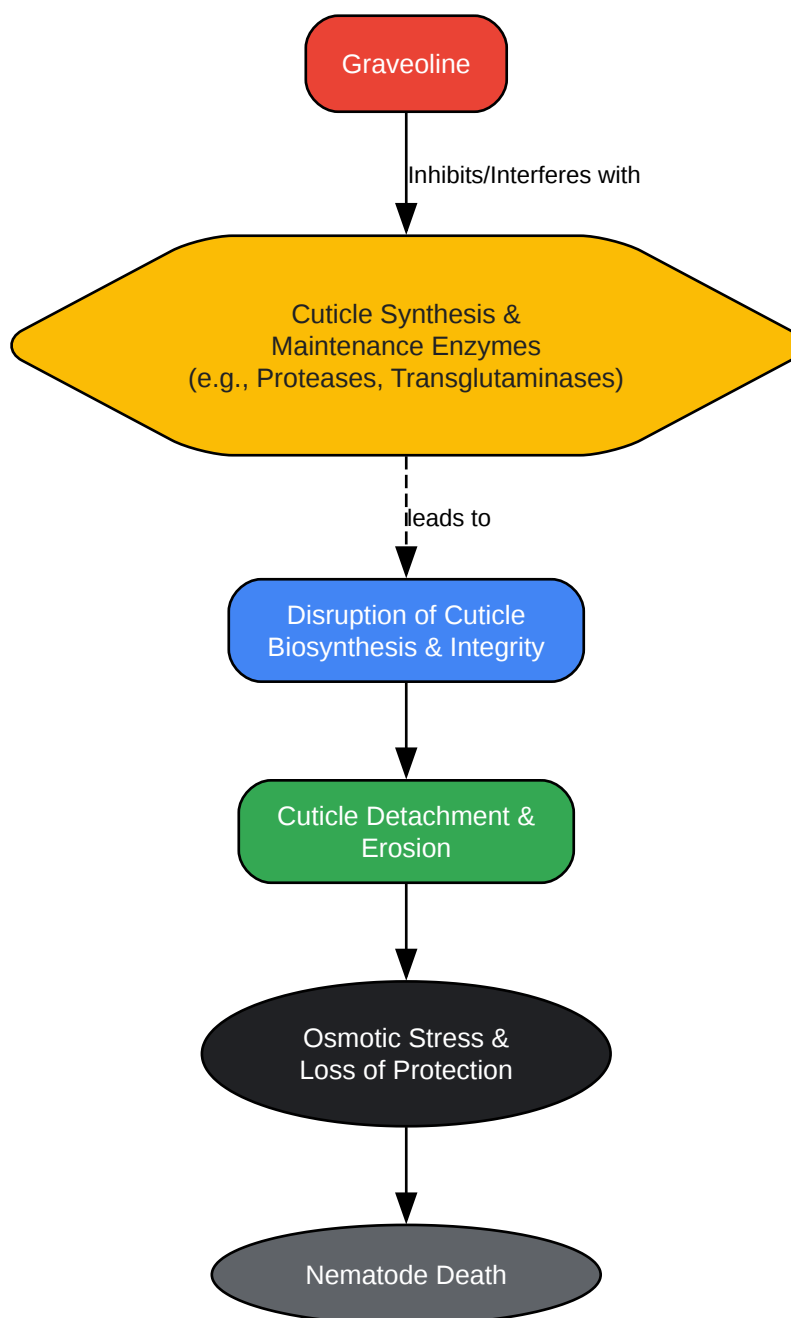 Graveoline
Inhibits/Interferes with
Cuticle Synthesis &
Maintenance Enzymes
(e.g., Proteases, Transglutaminases)
leads to
Disruption of Cuticle
Biosynthesis & Integrity
Cuticle Detachment &
Erosion
Osmotic Stress &
Loss of Protection
Nematode Death